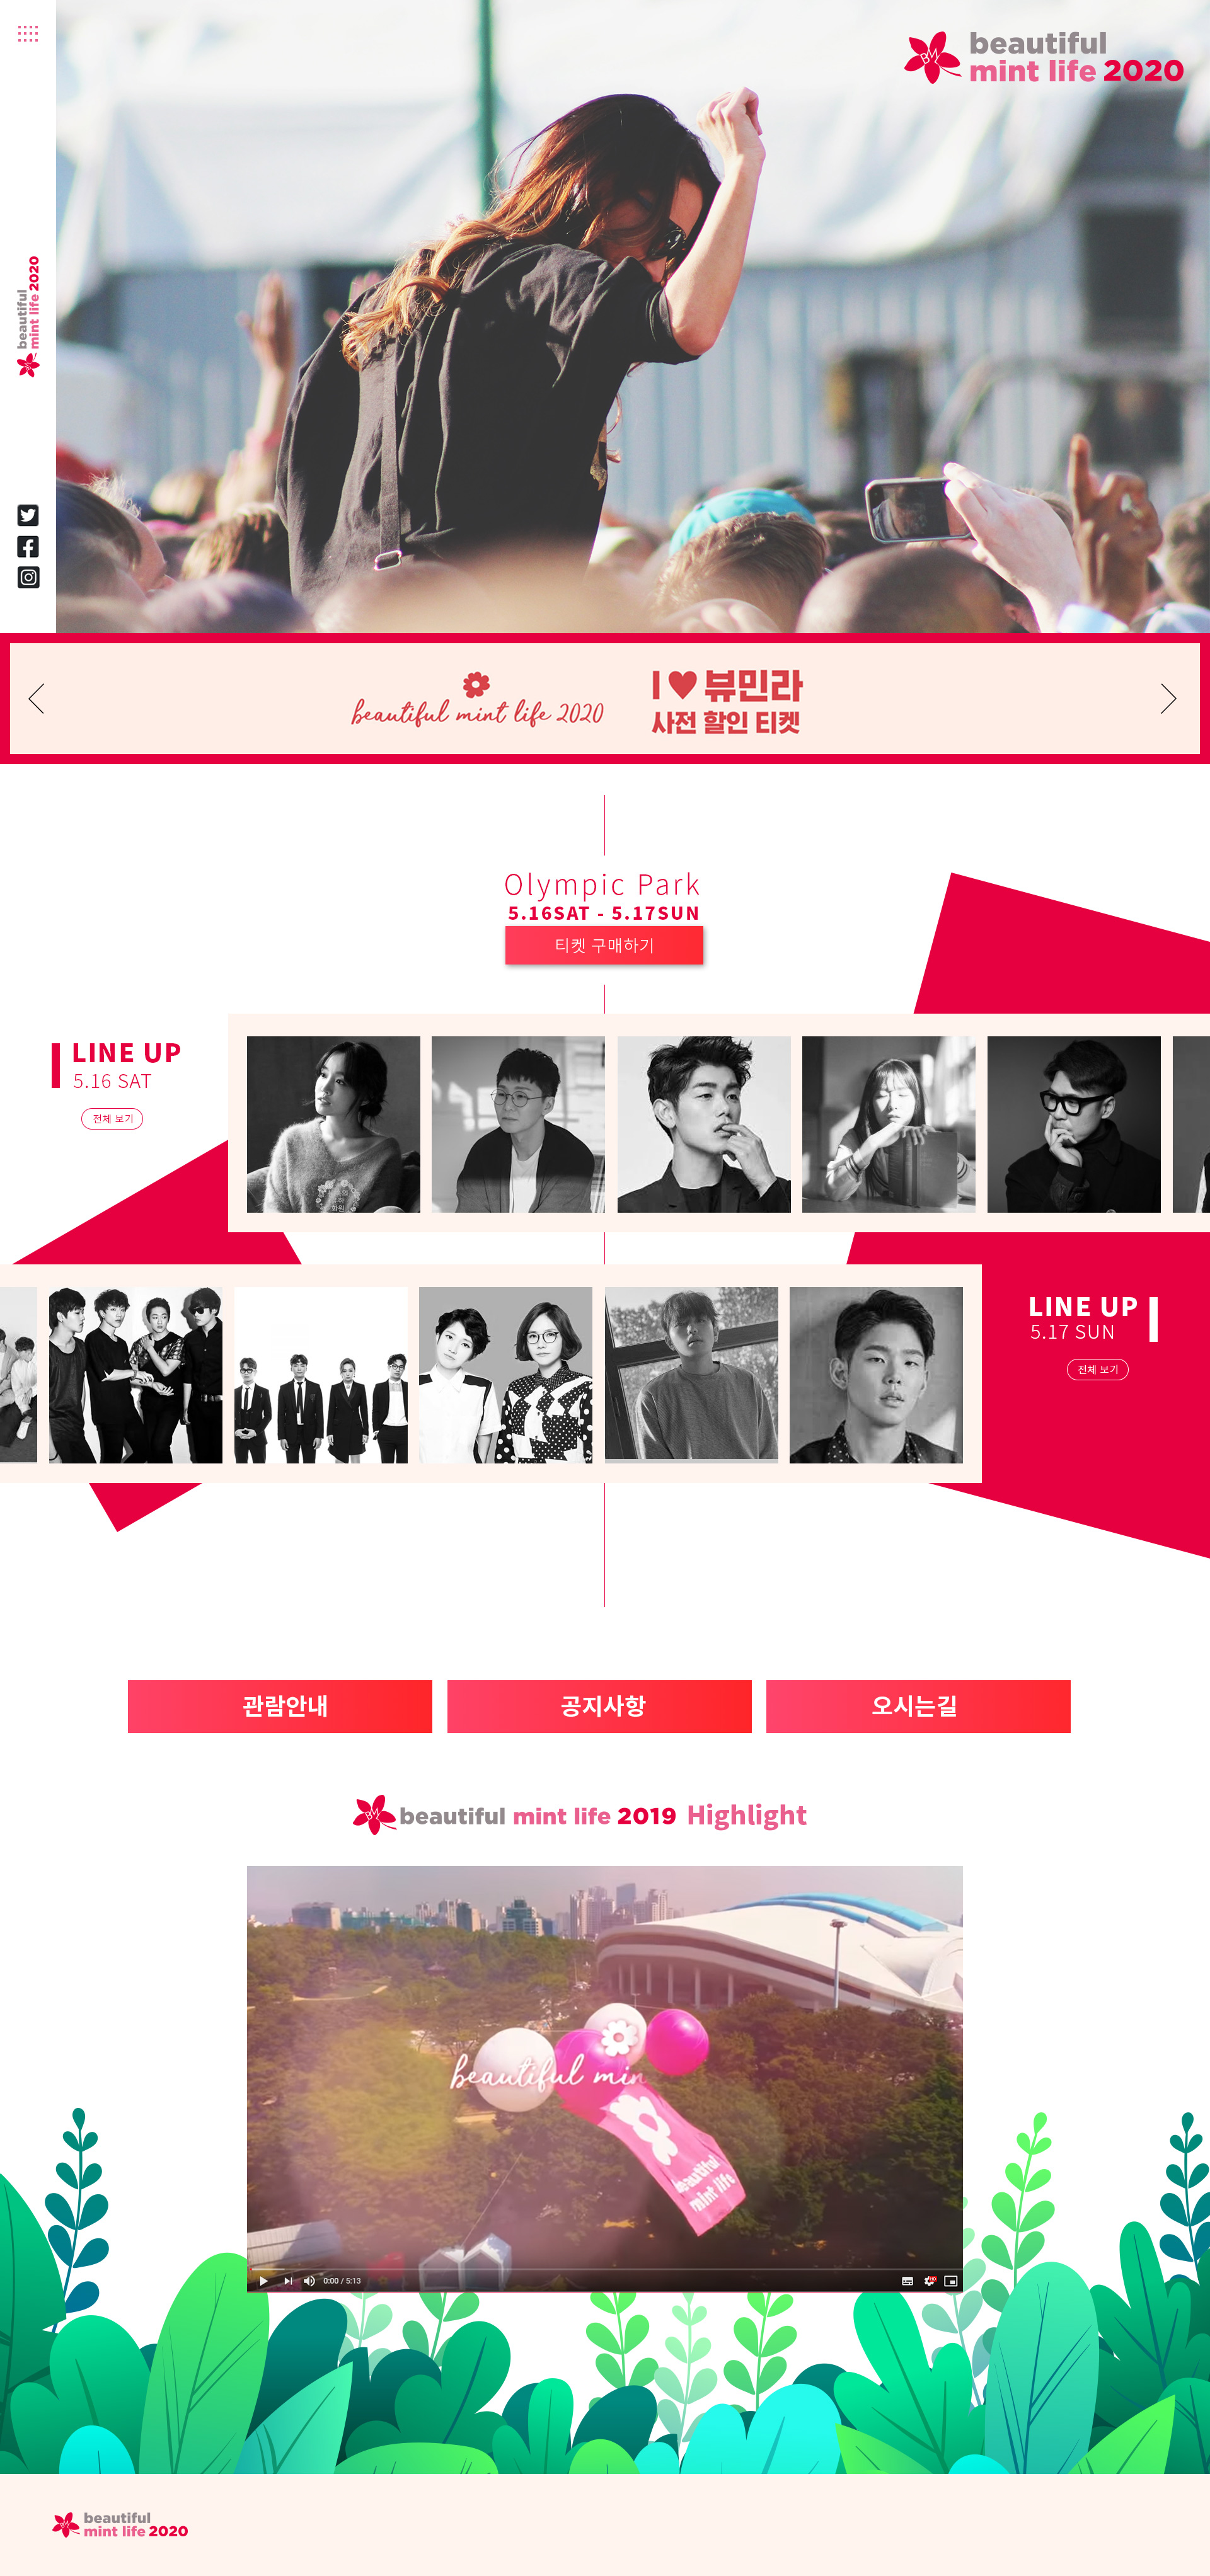 beautiful
mint life 2020
beautiful
mint life 2020
beautiful mint life 2020
I ♥ 뷰민라
사전 할인 티켓
Olympic Park
5.16SAT - 5.17SUN
티켓 구매하기
LINE UP
5.16 SAT
전체 보기
LINE UP
5.17 SUN
전체 보기
관람안내
공지사항
오시는길
BML
beautiful mint life 2019 Highlight
beautiful min
beautiful
mint life
0:00 / 5:13
beautiful
mint life 2020